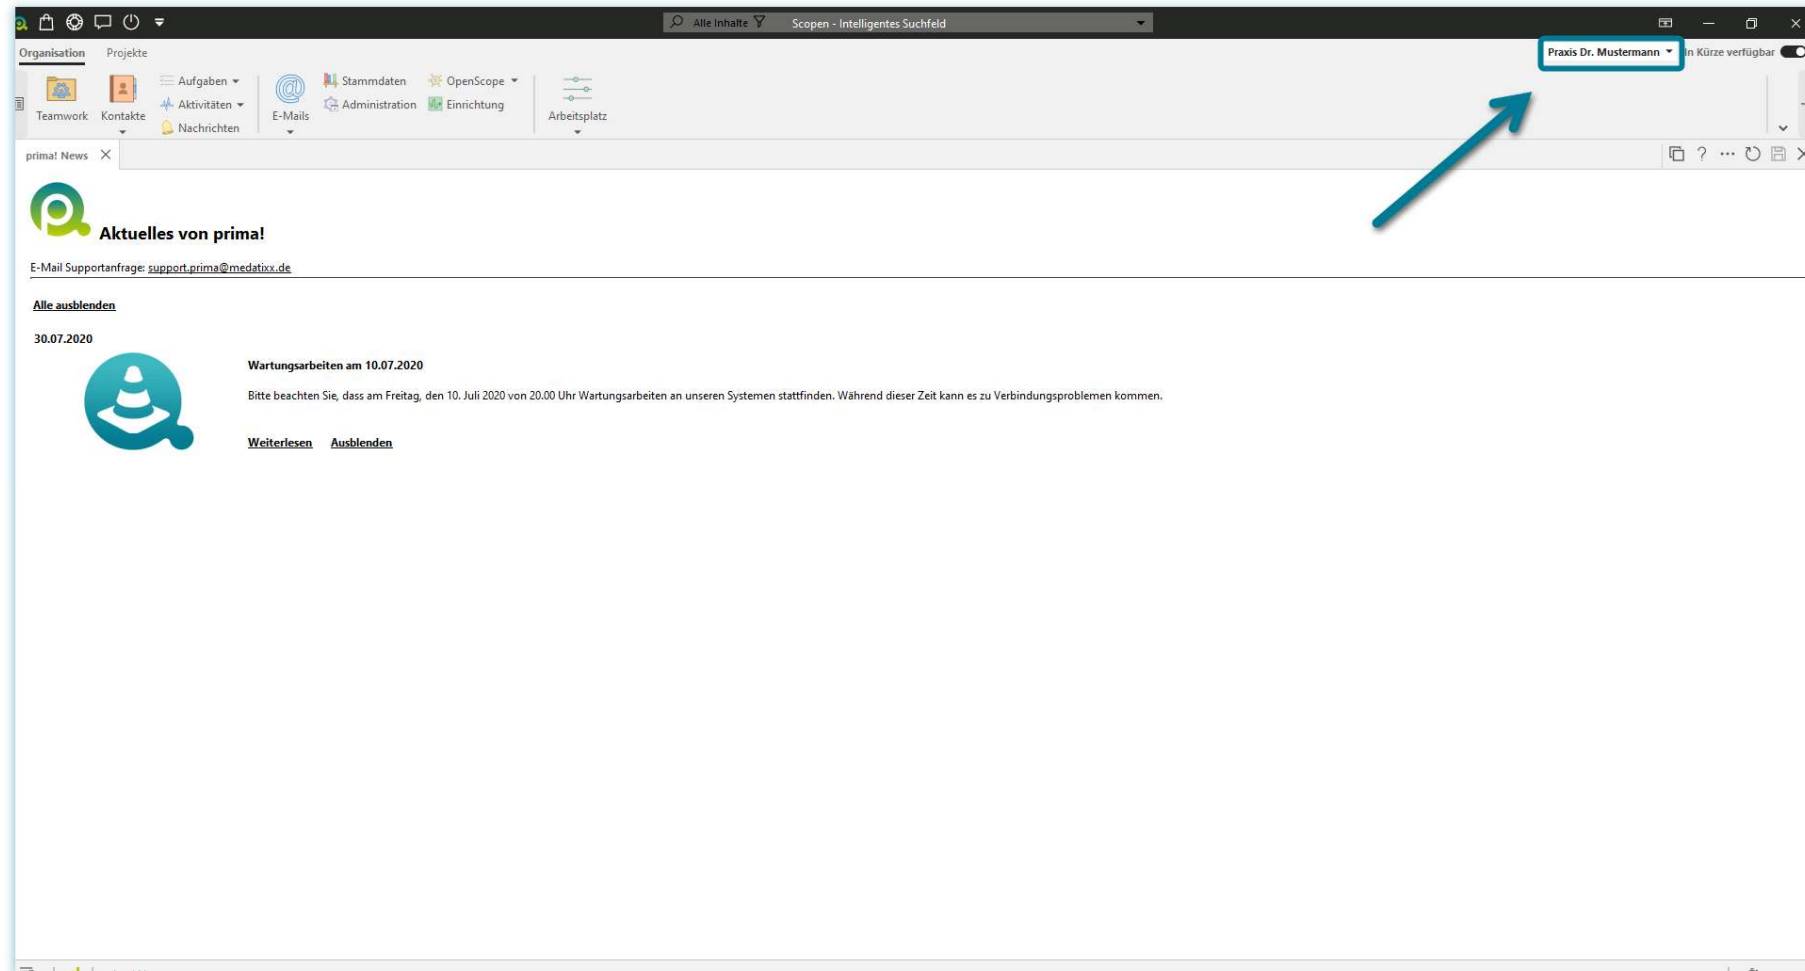 Alle Inhalte Scopen - Intelligentes Suchfeld
Organisation Projekte Praxis Dr. Mustermann In Kürze verfügbar
Aufgaben Stammdaten OpenScope
Aktivitäten Administration Einrichtung
Teamwork Kontakte E-Mails Arbeitsplatz
Nachrichten
prima! News
Aktuelles von prima!
E-Mail Supportanfrage: support.prima@medatixx.de
Alle ausblenden
30.07.2020
Wartungsarbeiten am 10.07.2020
Bitte beachten Sie, dass am Freitag, den 10. Juli 2020 von 20.00 Uhr Wartungsarbeiten an unseren Systemen stattfinden. Während dieser Zeit kann es zu Verbindungsproblemen kommen.
Weiterlesen Ausblenden